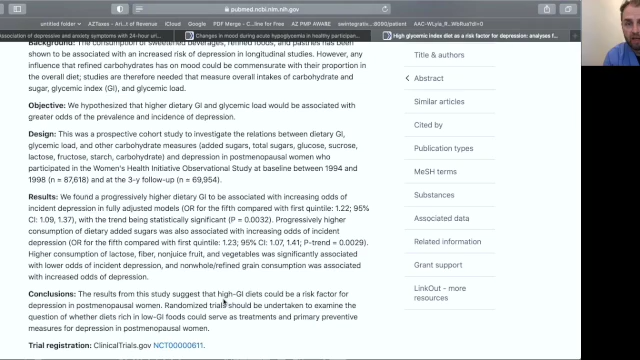 pubmed.ncbi.nlm.nih.gov
untitled folder
AZTaxes
of Revenue
iCloud
Copart
PDF Merge - C...line for Free
AZ PMP AWARE
Association of depression and anxiety symptoms with 24-hour uri...
Changes in mood during acute hypoglycemia in healthy participan...
High glycemic index diet as a risk factor for depression: analyses f...
Background: The consumption of sweetened beverages, refined foods, and pastries has been
shown to be associated with an increased risk of depression in longitudinal studies. However, any
influence that refined carbohydrates has on mood could be commensurate with their proportion in
the overall diet; studies are therefore needed that measure overall intakes of carbohydrate and
sugar, glycemic index (GI), and glycemic load.
Objective: We hypothesized that higher dietary GI and glycemic load would be associated with
greater odds of the prevalence and incidence of depression.
Design: This was a prospective cohort study to investigate the relations between dietary GI,
glycemic load, and other carbohydrate measures (added sugars, total sugars, glucose, sucrose,
lactose, fructose, starch, carbohydrate) and depression in postmenopausal women who
participated in the Women's Health Initiative Observational Study at baseline between 1994 and
1998 (n = 87,618) and at the 3-y follow-up (n = 69,954).
Results: We found a progressively higher dietary GI to be associated with increasing odds of
incident depression in fully adjusted models (OR for the fifth compared with first quintile: 1.22; 95%
CI: 1.09, 1.37), with the trend being statistically significant (P = 0.0032). Progressively higher
consumption of dietary added sugars was also associated with increasing odds of incident
depression (OR for the fifth compared with first quintile: 1.23; 95% CI: 1.07, 1.41; P-trend = 0.0029).
Higher consumption of lactose, fiber, nonjuice fruit, and vegetables was significantly associated
with lower odds of incident depression, and nonwhole/refined grain consumption was associated
with increased odds of depression.
Conclusions: The results from this study suggest that high-GI diets could be a risk factor for
depression in postmenopausal women. Randomized trials should be undertaken to examine the
question of whether diets rich in low-GI foods could serve as treatments and primary preventive
measures for depression in postmenopausal women.
Trial registration: ClinicalTrials.gov NCT00000611.
Title & authors
Abstract
Similar articles
Cited by
Publication types
MeSH terms
Substances
Associated data
Related information
Grant support
LinkOut – more
resources